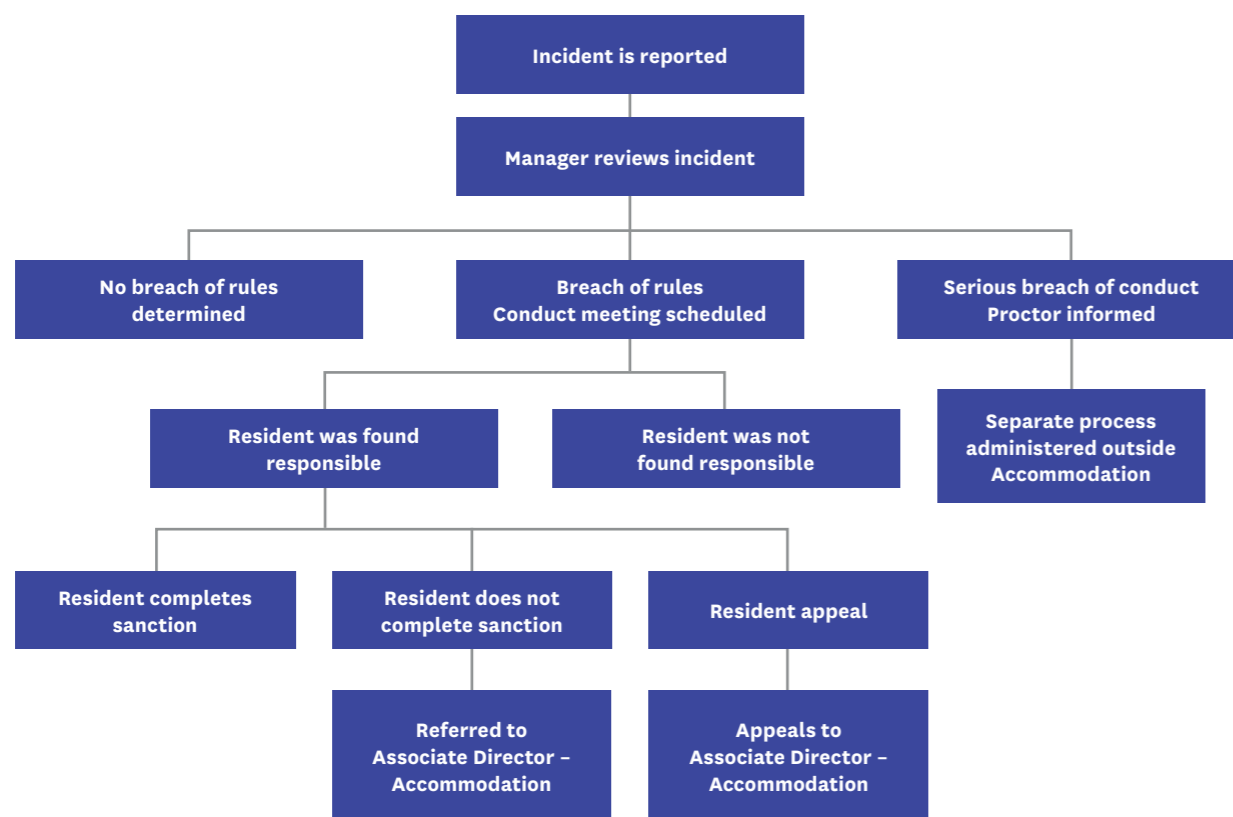 Incident is reported
Manager reviews incident
No breach of rules
determined
Breach of rules
Conduct meeting scheduled
Serious breach of conduct
Proctor informed
Resident was found
responsible
Resident was not
found responsible
Separate process
administered outside
Accommodation
Resident completes
sanction
Resident does not
complete sanction
Resident appeal
Referred to
Associate Director –
Accommodation
Appeals to
Associate Director –
Accommodation